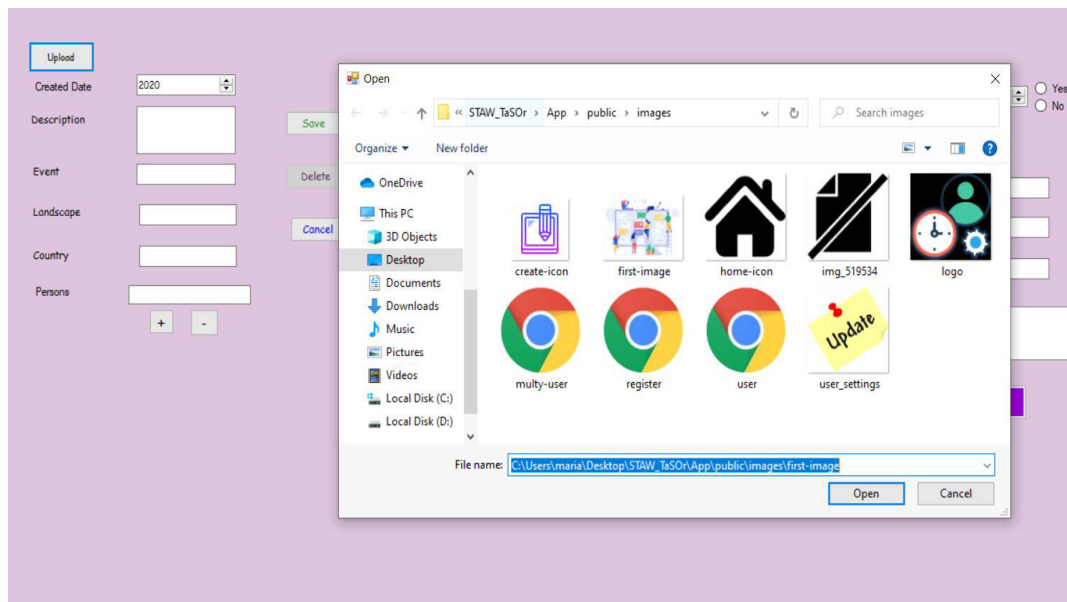 Upload
Created Date
2020
Description
Event
Landscape
Country
Persons
+
-
Save
Delete
Cancel
Open
« STAW_TaSOr > App > public > images
Search images
Organize
New folder
?
OneDrive
This PC
3D Objects
Desktop
Documents
Downloads
Music
Pictures
Videos
Local Disk (C:)
Local Disk (D:)
create-icon
first-image
home-icon
img_519534
logo
multy-user
register
user
Update
user_settings
File name: C:\Users\maria\Desktop\STAW_TaSOr\App\public\images\first-image
Open
Cancel
Yes
No